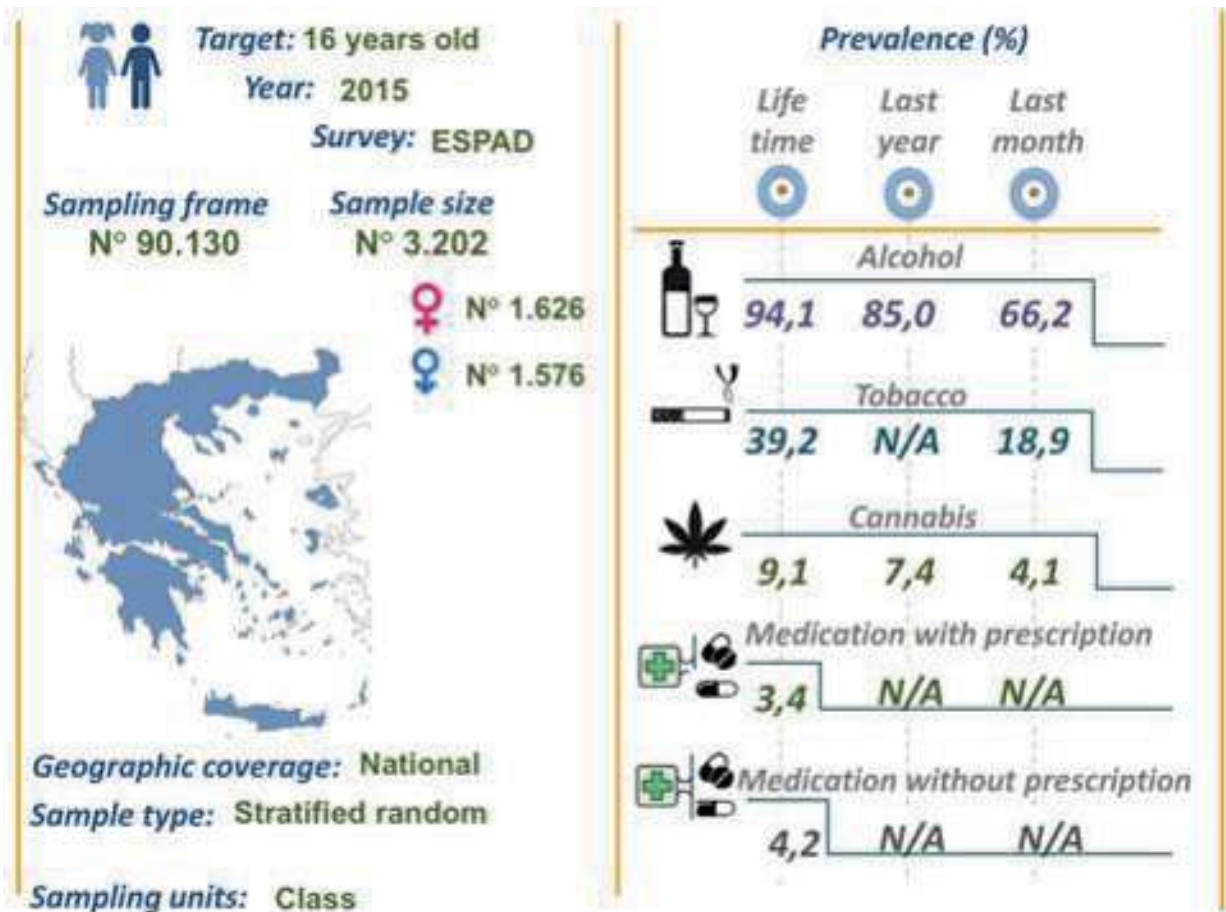 Target: 16 years old
Year: 2015
Survey: ESPAD
Sampling frame
N° 90.130
Sample size
N° 3.202
N° 1.626
N° 1.576
Geographic coverage: National
Sample type: Stratified random
Sampling units: Class
Prevalence (%)
Life time
Last year
Last month
Alcohol
94,1 85,0 66,2
Tobacco
39,2 N/A 18,9
Cannabis
9,1 7,4 4,1
Medication with prescription
3,4 N/A N/A
Medication without prescription
4,2 N/A N/A